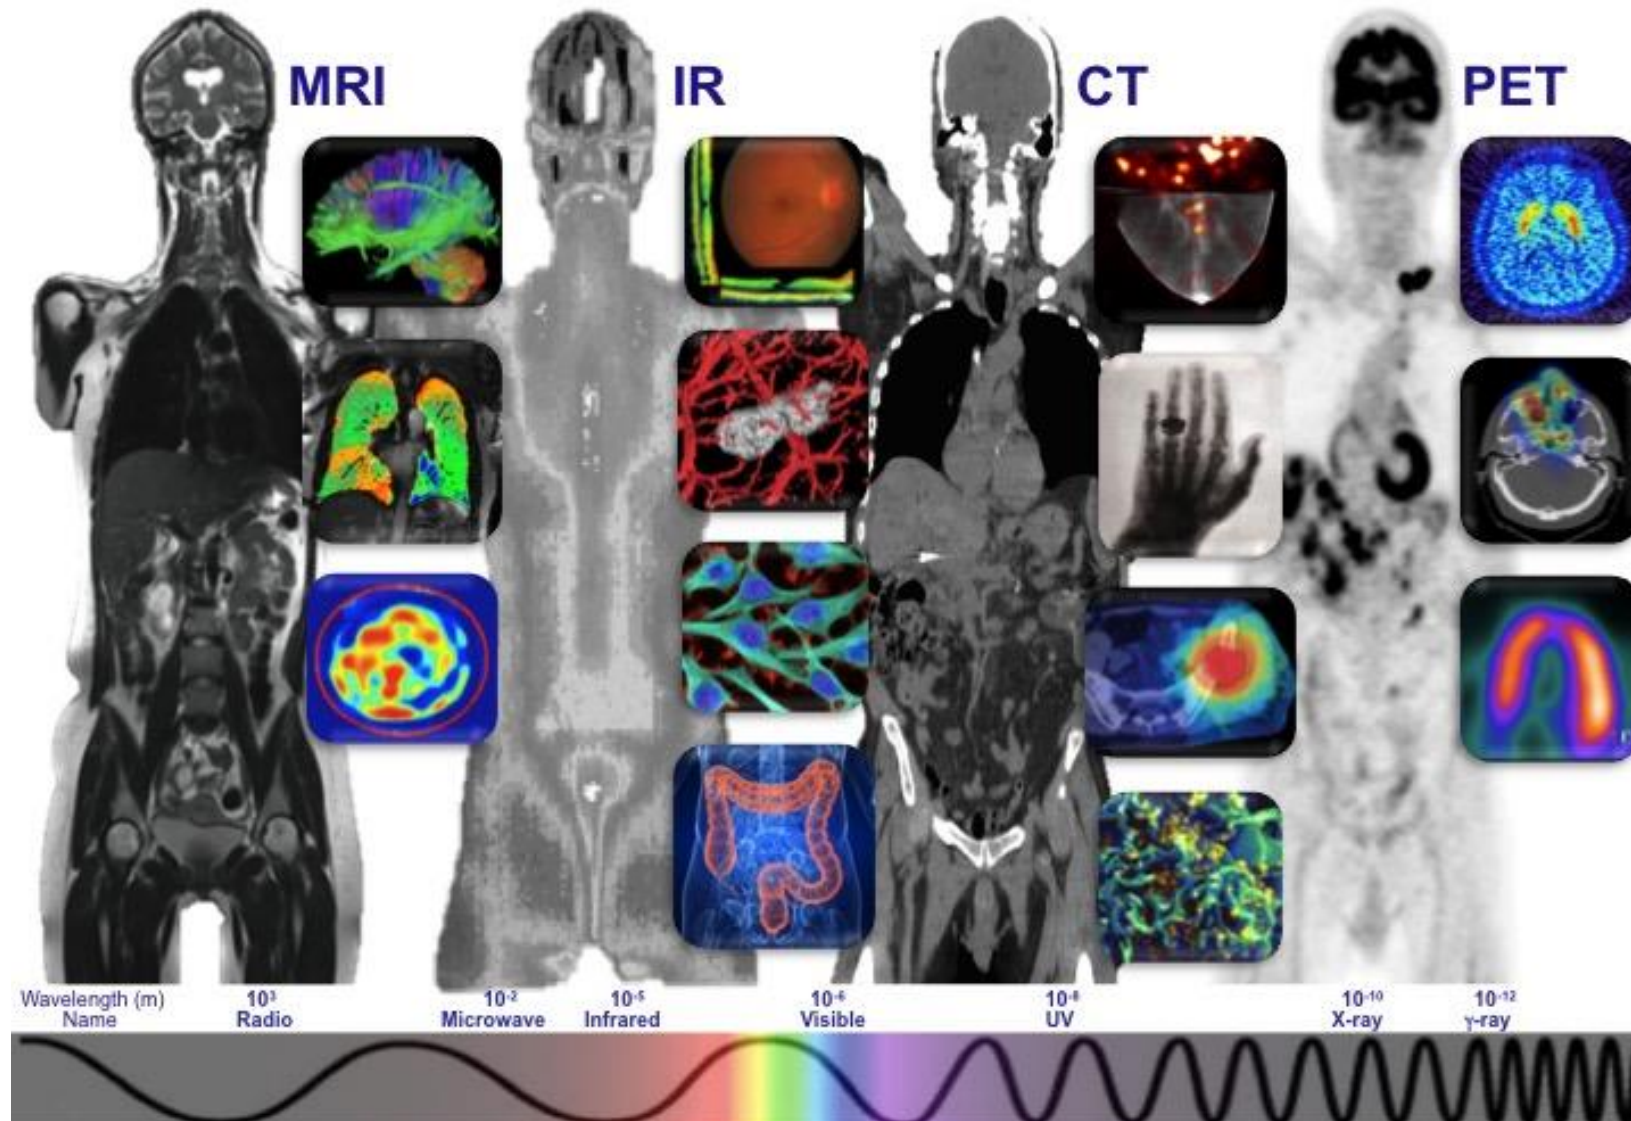 MRI
IR
CT
PET
Wavelength (m) 10³ 10⁻² 10⁻⁵ 10⁻⁶ 10⁻⁸ 10⁻¹⁰ 10⁻¹²
Name Radio Microwave Infrared Visible UV X-ray γ-ray